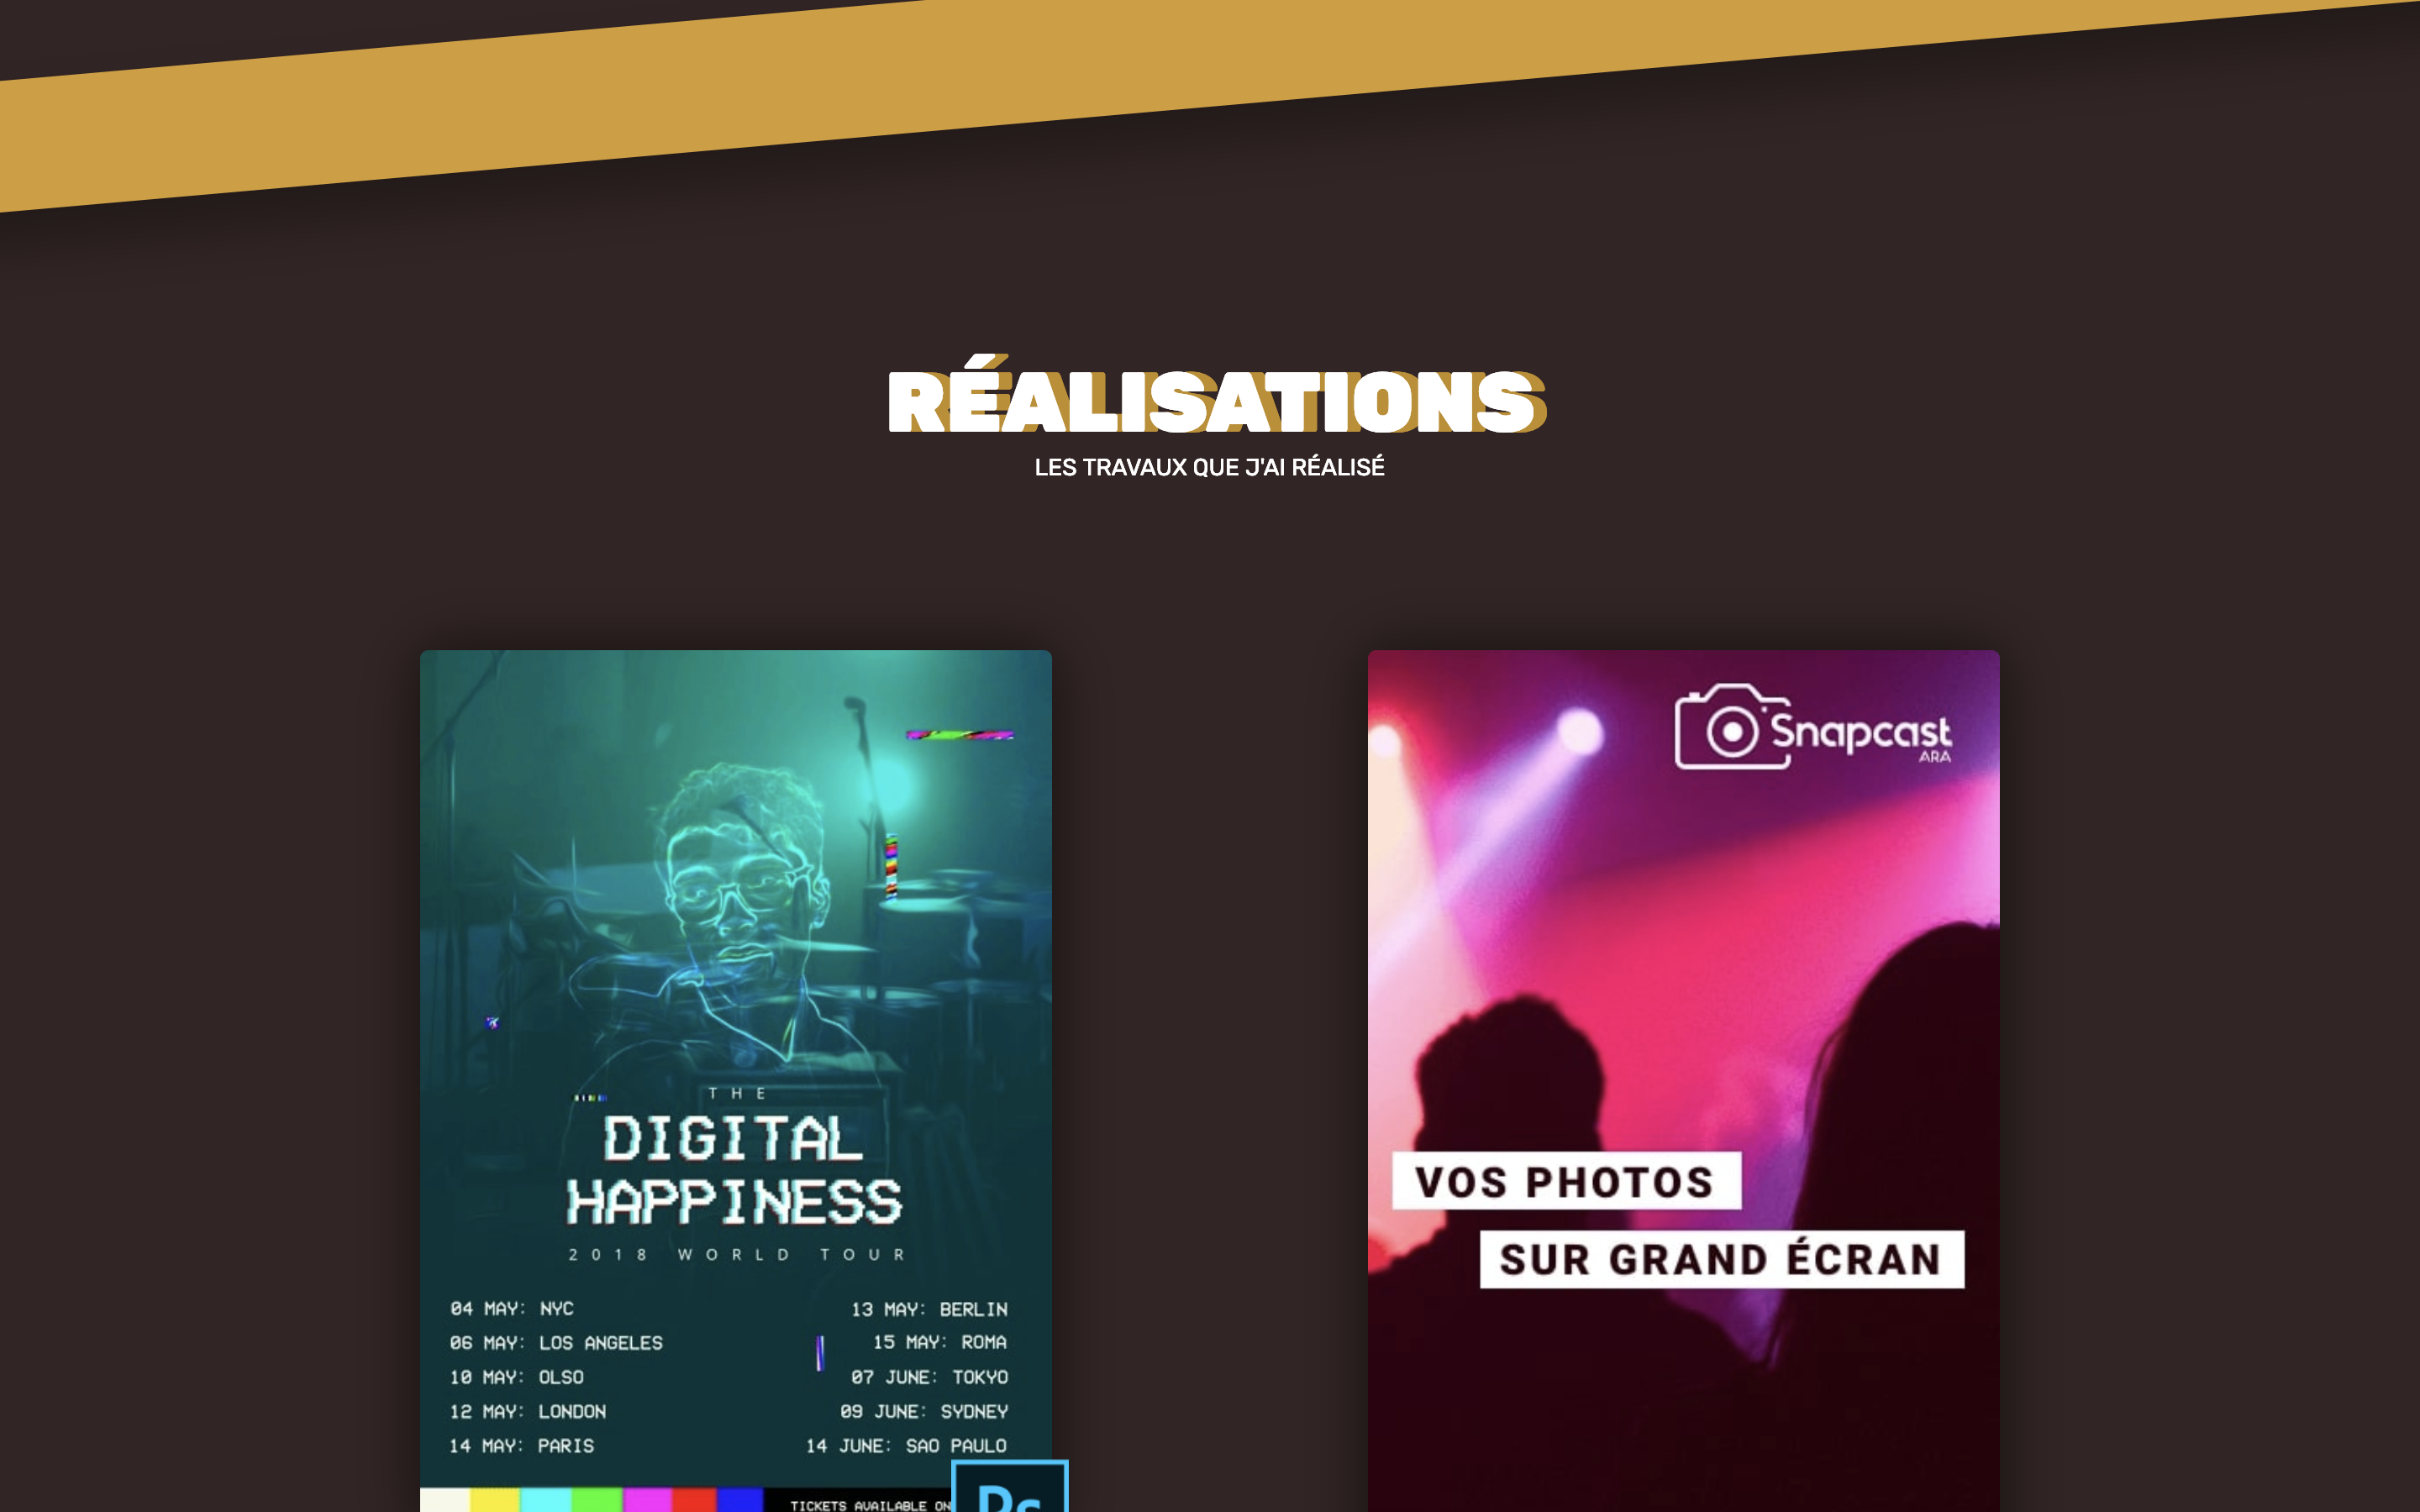 RÉALISATIONS
LES TRAVAUX QUE J'AI RÉALISÉ
THE
DIGITAL
HAPPINESS
2018 WORLD TOUR
04 MAY: NYC
06 MAY: LOS ANGELES
10 MAY: OLSO
12 MAY: LONDON
14 MAY: PARIS
13 MAY: BERLIN
15 MAY: ROMA
07 JUNE: TOKYO
09 JUNE: SYDNEY
14 JUNE: SAO PAULO
TICKETS AVAILABLE ON
Ps
Snapcast
ARA
VOS PHOTOS
SUR GRAND ÉCRAN